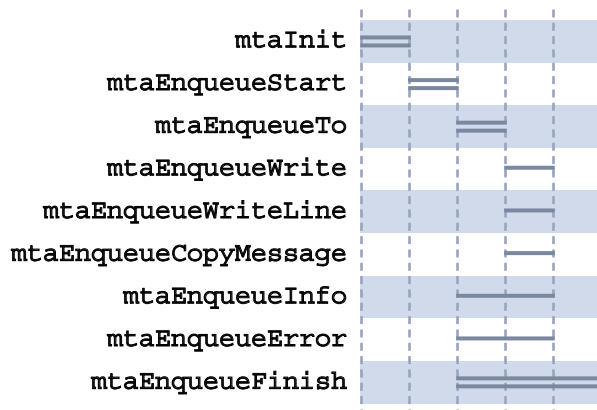 mtaInit
mtaEnqueueStart
mtaEnqueueTo
mtaEnqueueWrite
mtaEnqueueWriteLine
mtaEnqueueCopyMessage
mtaEnqueueInfo
mtaEnqueueError
mtaEnqueueFinish